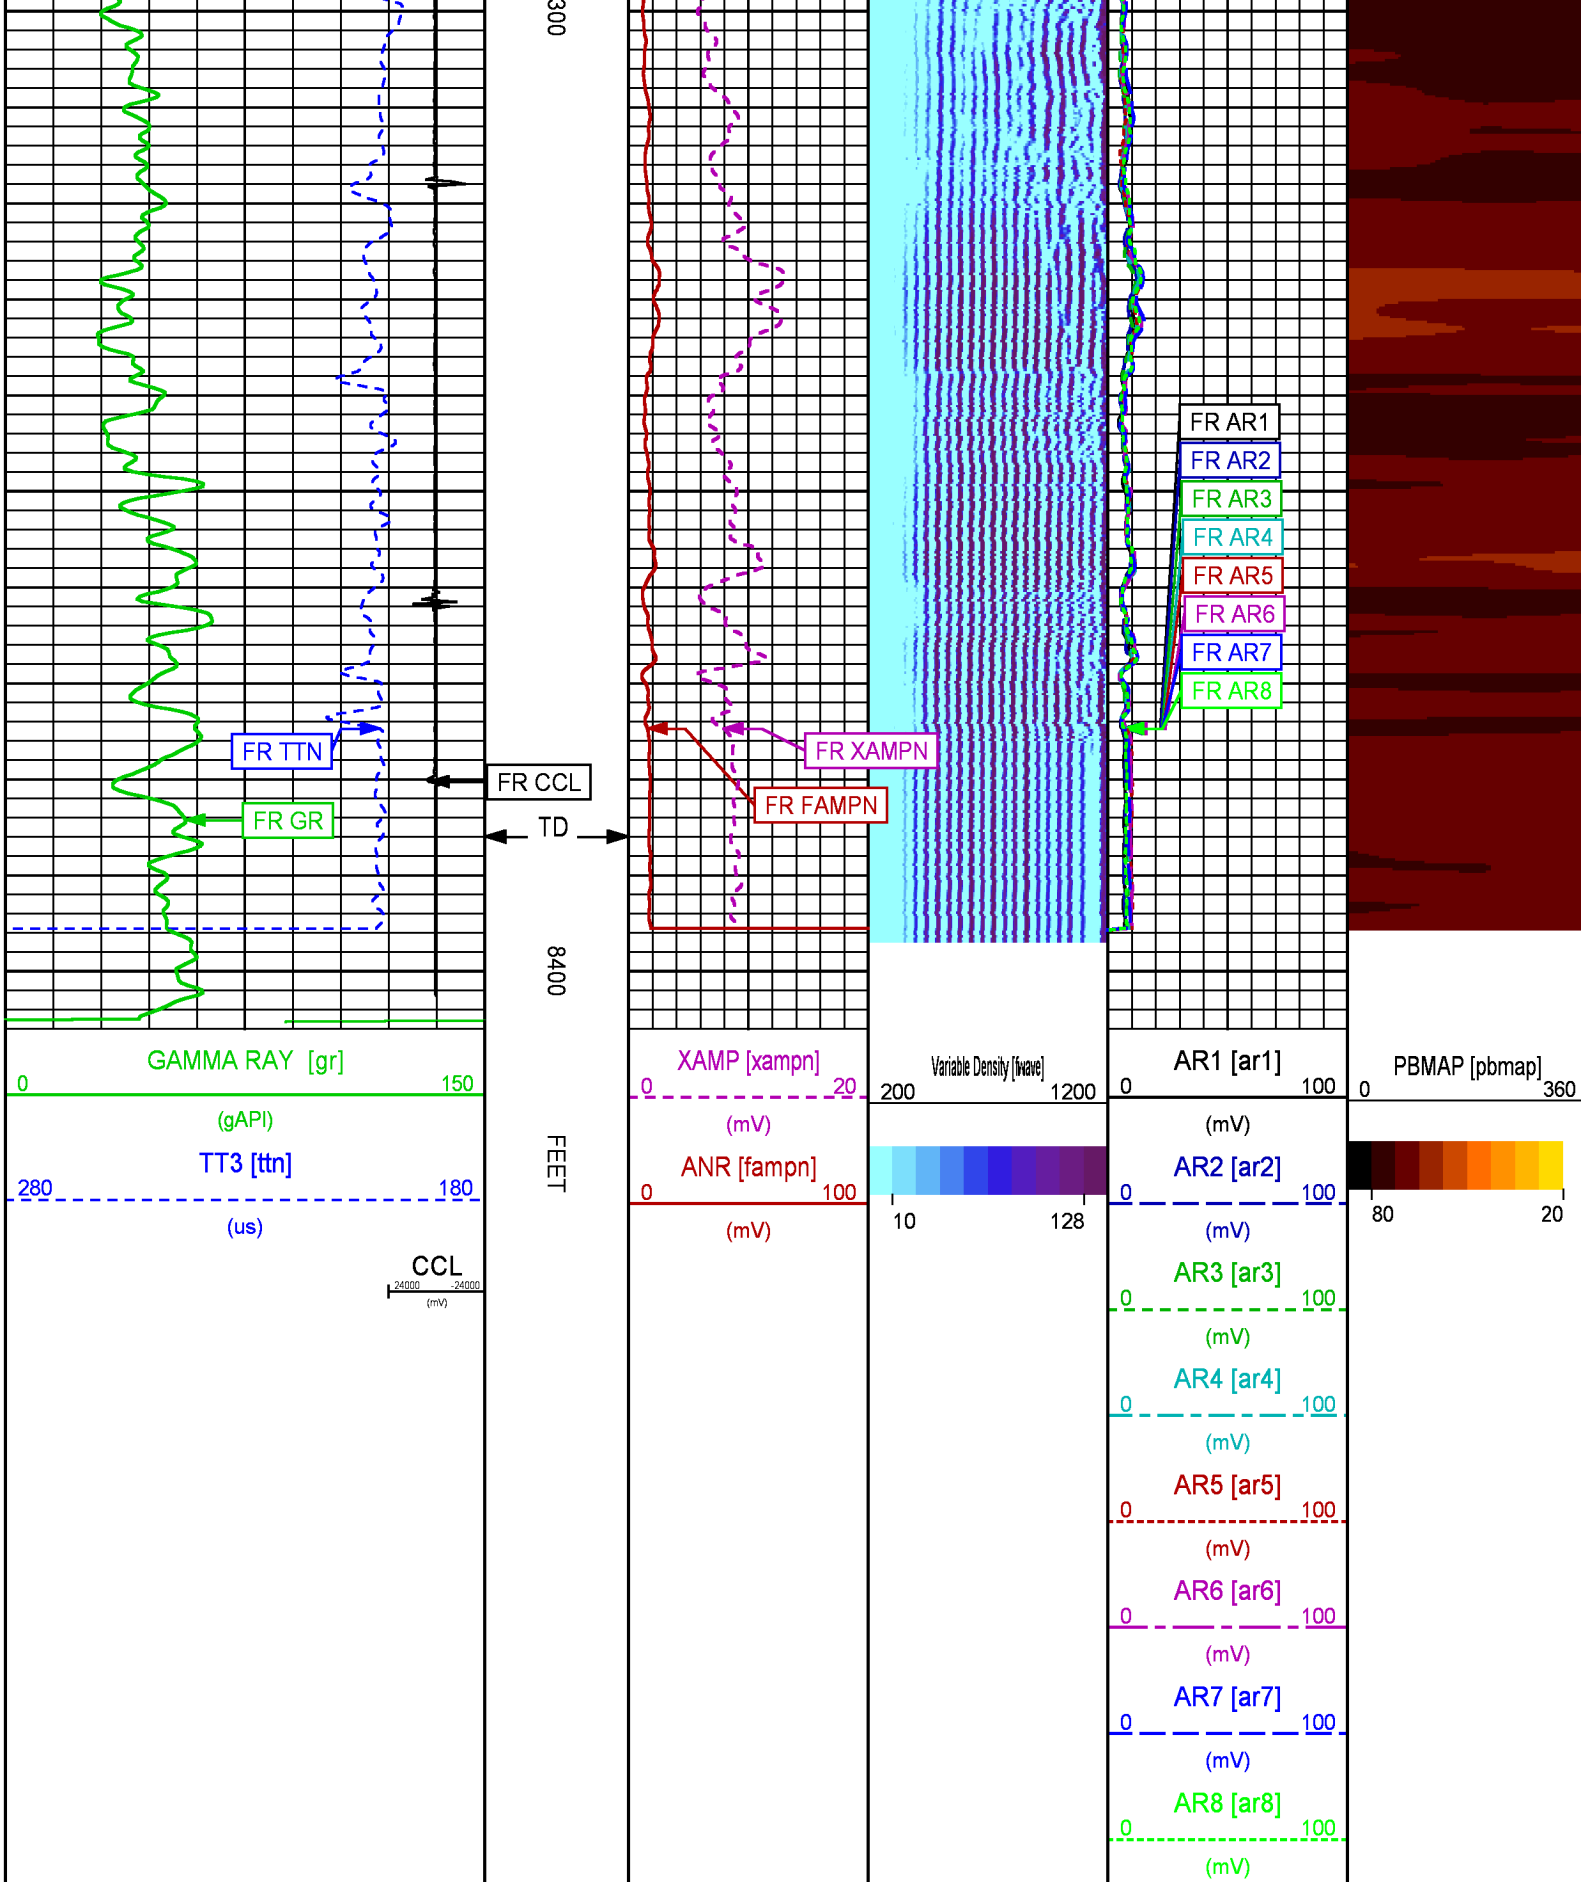 300
FR AR1
FR AR2
FR AR3
FR AR4
FR AR5
FR AR6
FR AR7
FR AR8
FR TTN
FR XAMPN
FR CCL
FR FAMPN
FR GR
TD
8400
FEET
GAMMA RAY [gr]
0 150
(gAPI)
TT3 [ttn]
280 180
(us)
CCL
24000 -24000
(mV)
XAMP [xampn]
0 20
(mV)
ANR [fampn]
0 100
(mV)
Variable Density [fwave]
200 1200
10 128
AR1 [ar1]
0 100
(mV)
AR2 [ar2]
0 100
(mV)
AR3 [ar3]
0 100
(mV)
AR4 [ar4]
0 100
(mV)
AR5 [ar5]
0 100
(mV)
AR6 [ar6]
0 100
(mV)
AR7 [ar7]
0 100
(mV)
AR8 [ar8]
0 100
(mV)
PBMAP [pbmap]
0 360
80 20